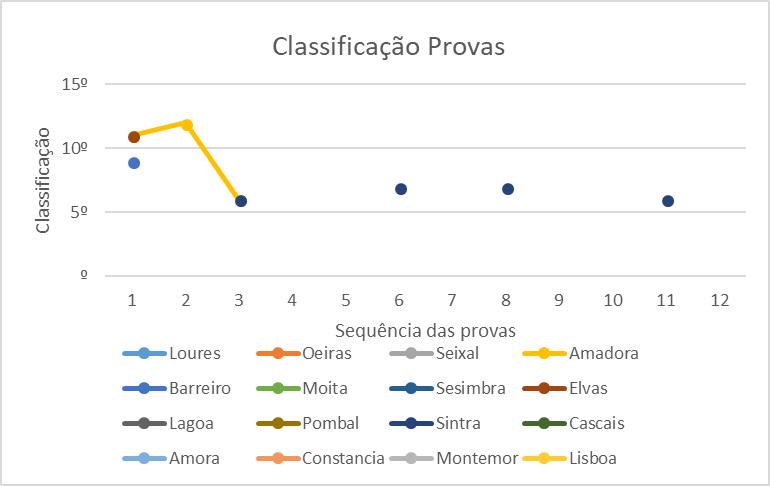 Classificação Provas
15º
10º
5º
º
Classificação
1 2 3 4 5 6 7 8 9 10 11 12
Sequência das provas
Loures Oeiras Seixal Amadora
Barreiro Moita Sesimbra Elvas
Lagoa Pombal Sintra Cascais
Amora Constancia Montemor Lisboa